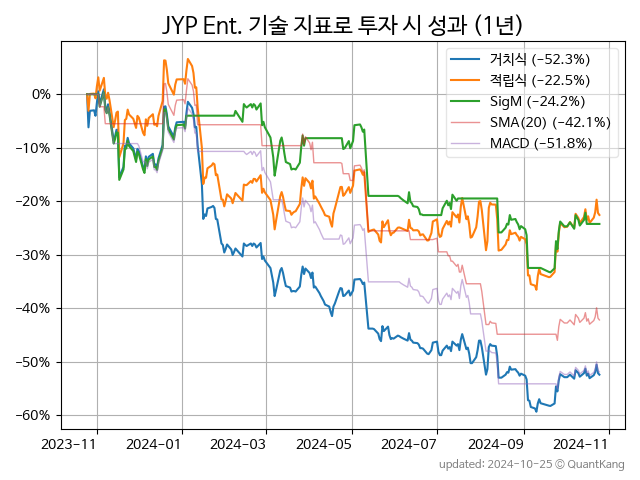 JYP Ent. 기술 지표로 투자 시 성과 (1년)
거치식 (−52.3%)
적립식 (−22.5%)
SigM (−24.2%)
SMA(20) (−42.1%)
MACD (−51.8%)
0%
−10%
−20%
−30%
−40%
−50%
−60%
2023−11 2024−01 2024−03 2024−05 2024−07 2024−09 2024−11
updated: 2024-10-25 © QuantKang